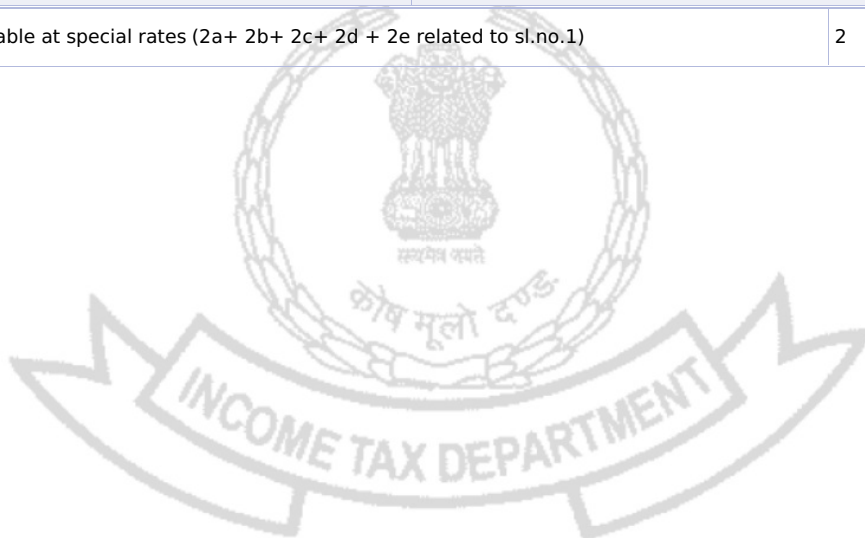 able at special rates (2a+ 2b+ 2c+ 2d + 2e related to sl.no.1) 2
सत्यमेव जयते
कोष मूलो दण्ड:
INCOME TAX DEPARTMENT